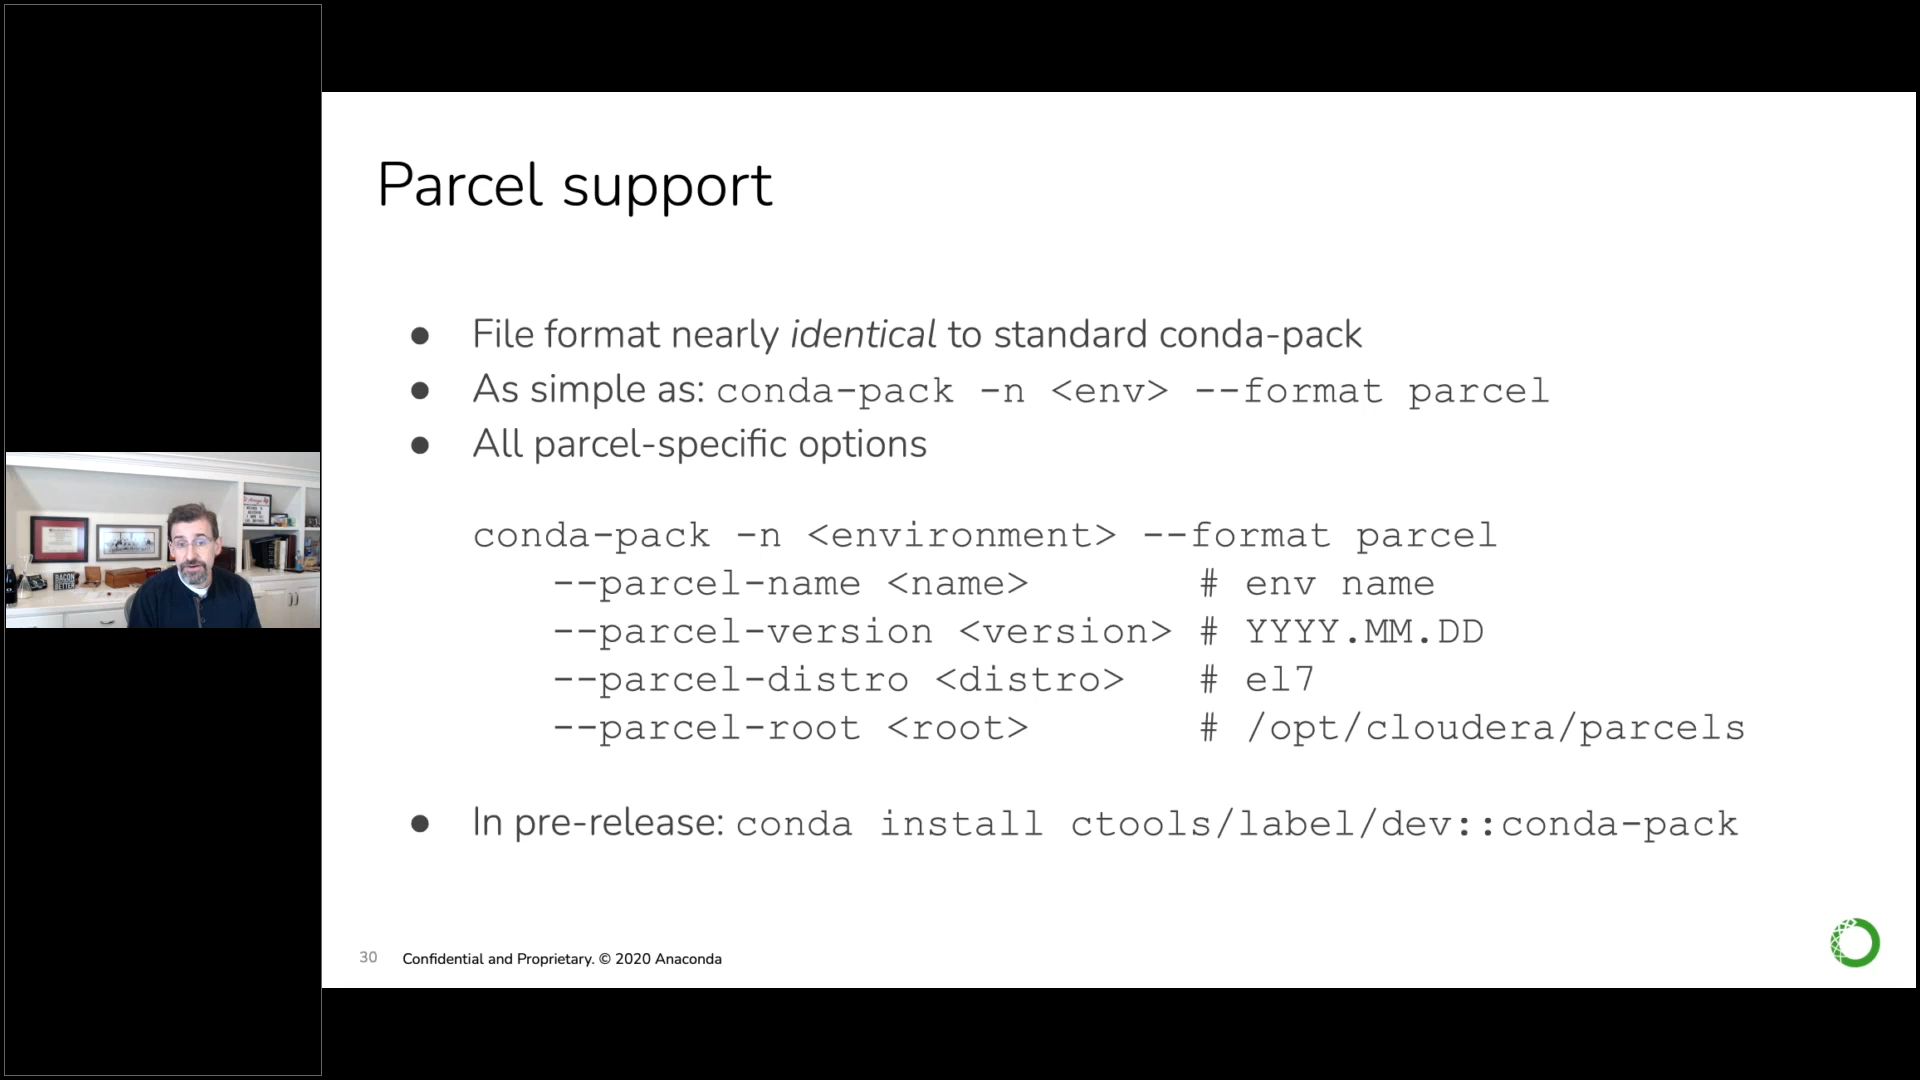 Parcel support
● File format nearly identical to standard conda-pack
● As simple as: conda-pack -n <env> --format parcel
● All parcel-specific options
conda-pack -n <environment> --format parcel
--parcel-name <name> # env name
--parcel-version <version> # YYYY.MM.DD
--parcel-distro <distro> # el7
--parcel-root <root> # /opt/cloudera/parcels
● In pre-release: conda install ctools/label/dev::conda-pack
30 Confidential and Proprietary. © 2020 Anaconda
BACON
BETTER